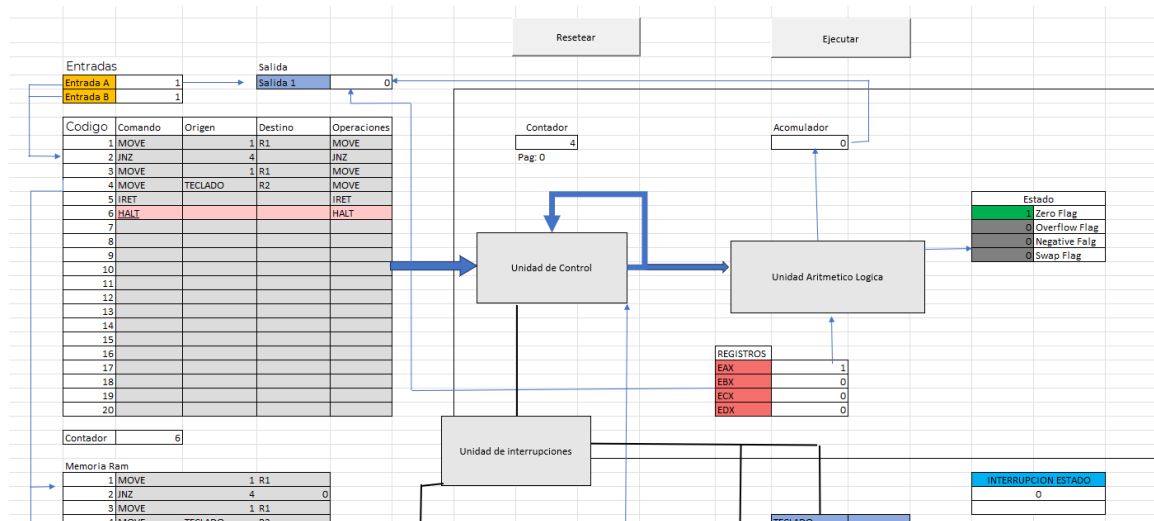 Resetear Ejecutar
Entradas Salida
Entrada A 1 Salida 1 0
Entrada B 1
Codigo Comando Origen Destino Operaciones Contador Acomulador
1 MOVE 1 R1 MOVE 4 0
2 JNZ 4 JNZ Pag: 0
3 MOVE 1 R1 MOVE
4 MOVE TECLADO R2 MOVE
5 IRET IRET Estado
6 HALT HALT 1 Zero Flag
7 0 Overflow Flag
8 0 Negative Falg
9 0 Swap Flag
10 Unidad de Control Unidad Aritmetico Logica
11
12
13
14
15
16 REGISTROS
17 EAX 1
18 EBX 0
19 ECX 0
20 EDX 0
Contador 6
Unidad de interrupciones
Memoria Ram
1 MOVE 1 R1 INTERRUPCION ESTADO
2 JNZ 4 0 0
3 MOVE 1 R1
4 MOVE TECLADO R2 TECLADO